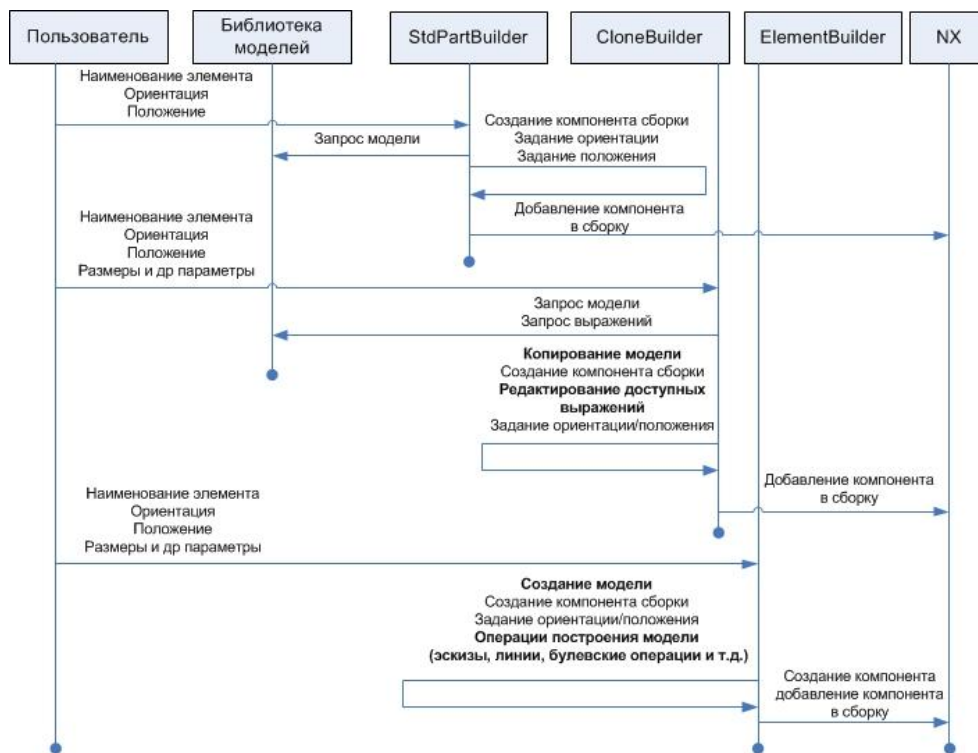 Пользователь
Библиотека
моделей
StdPartBuilder
CloneBuilder
ElementBuilder
NX
Наименование элемента
Ориентация
Положение
Запрос модели
Создание компонента сборки
Задание ориентации
Задание положения
Добавление компонента
в сборку
Наименование элемента
Ориентация
Положение
Размеры и др параметры
Запрос модели
Запрос выражений
Копирование модели
Создание компонента сборки
Редактирование доступных
выражений
Задание ориентации/положения
Добавление компонента
в сборку
Наименование элемента
Ориентация
Положение
Размеры и др параметры
Создание модели
Создание компонента сборки
Задание ориентации/положения
Операции построения модели
(эскизы, линии, булевские операции и т.д.)
Создание компонента
добавление компонента
в сборку